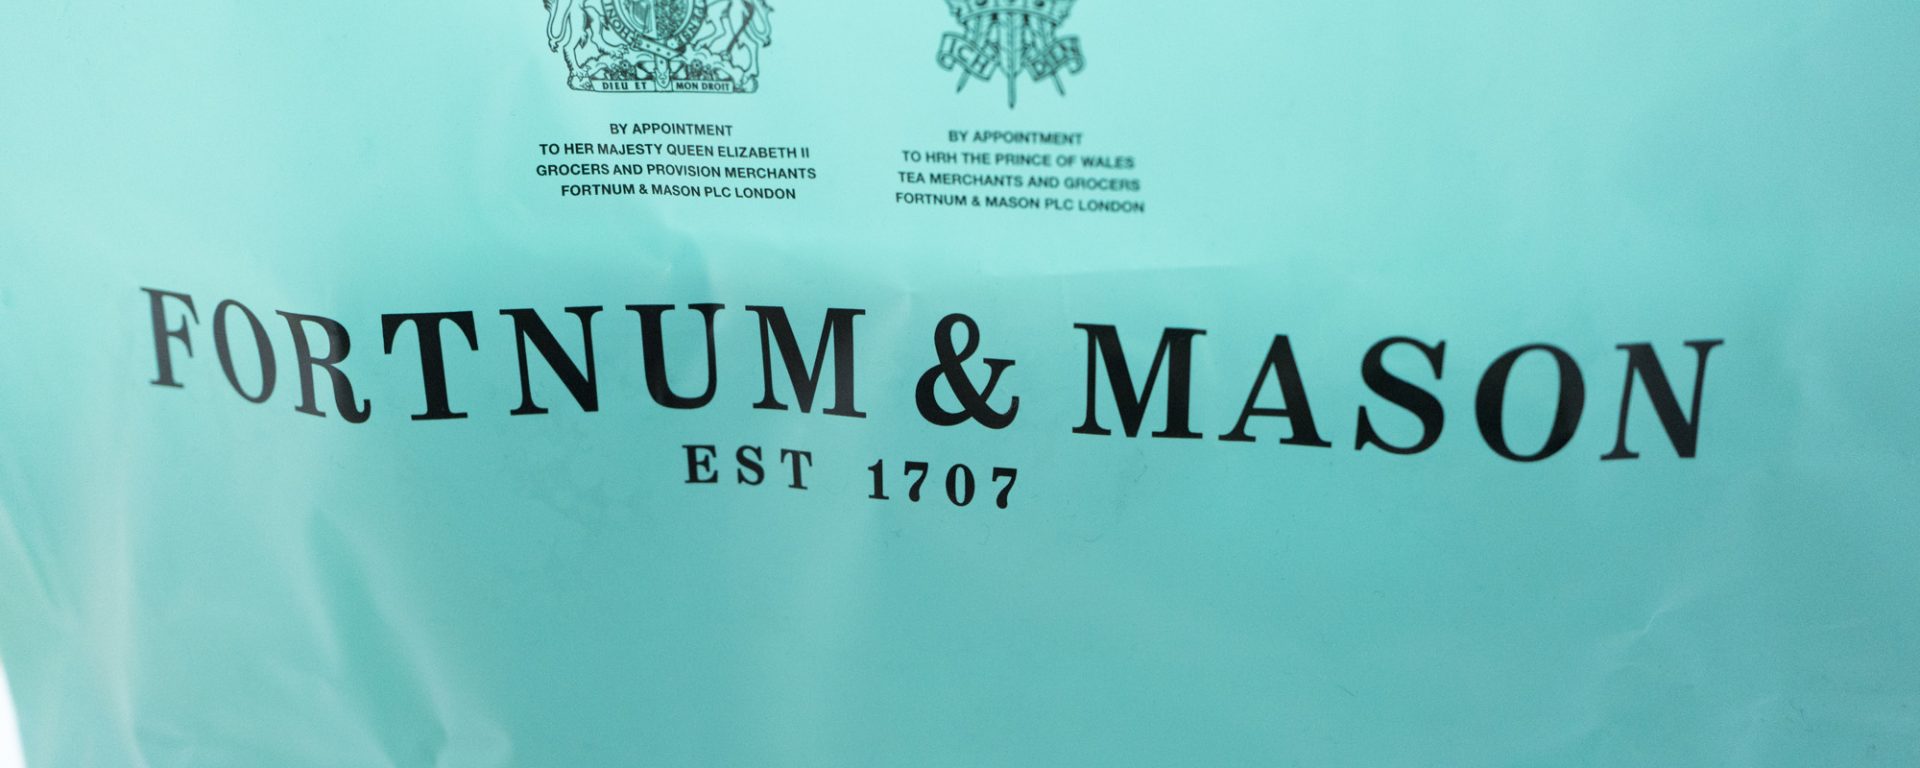 DIEU ET MON DROIT
ICH DIEN
BY APPOINTMENT
TO HER MAJESTY QUEEN ELIZABETH II
GROCERS AND PROVISION MERCHANTS
FORTNUM & MASON PLC LONDON
BY APPOINTMENT
TO HRH THE PRINCE OF WALES
TEA MERCHANTS AND GROCERS
FORTNUM & MASON PLC LONDON
FORTNUM & MASON
EST 1707